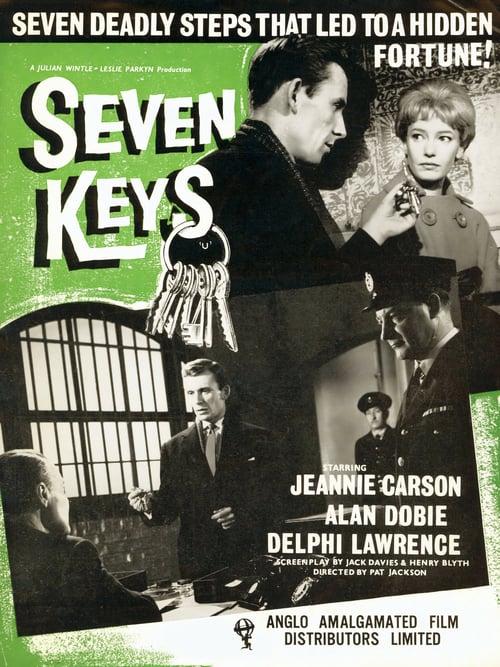 SEVEN DEADLY STEPS THAT LED TO A HIDDEN
FORTUNE!
A JULIAN WINTLE - LESLIE PARKYN Production
SEVEN
KEYS
STARRING
JEANNIE CARSON
ALAN DOBIE
DELPHI LAWRENCE
SCREENPLAY BY JACK DAVIES & HENRY BLYTH
DIRECTED BY PAT JACKSON
ANGLO AMALGAMATED FILM
DISTRIBUTORS LIMITED